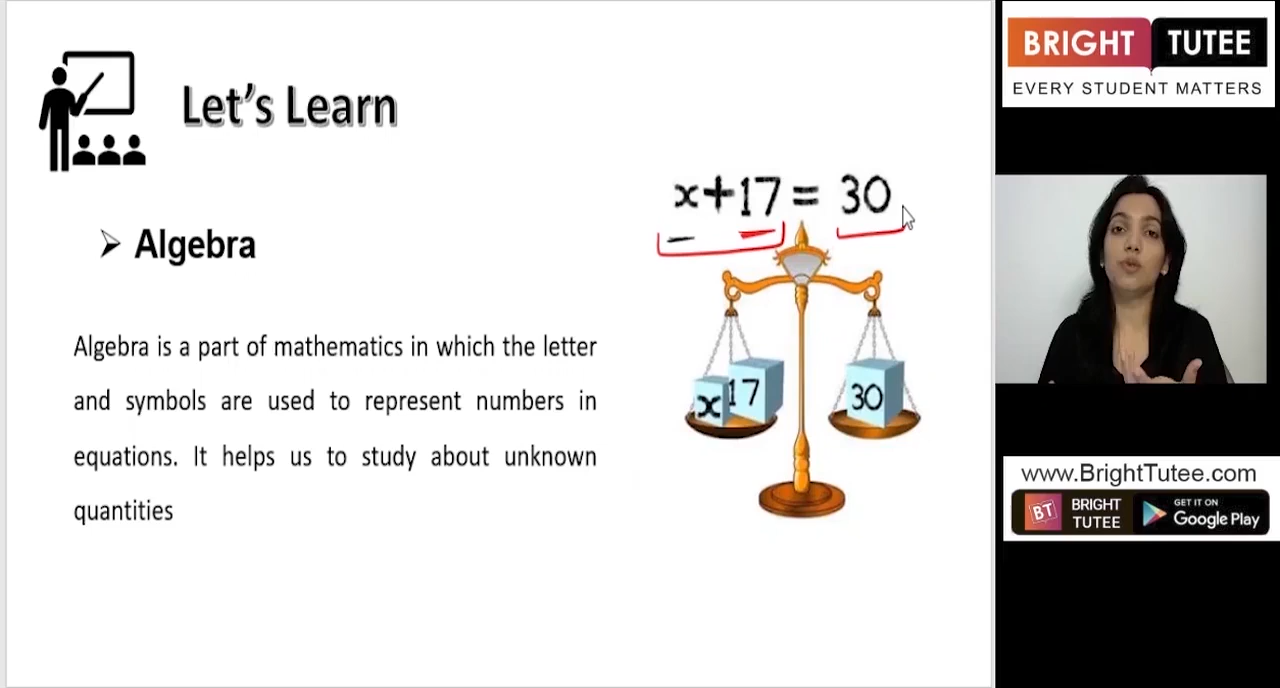 Let's Learn
x+17 = 30
➢ Algebra
Algebra is a part of mathematics in which the letter
and symbols are used to represent numbers in
equations. It helps us to study about unknown
quantities
x 17
30
BRIGHT TUTEE
EVERY STUDENT MATTERS
www.BrightTutee.com
BT
BRIGHT
TUTEE
GET IT ON
Google Play